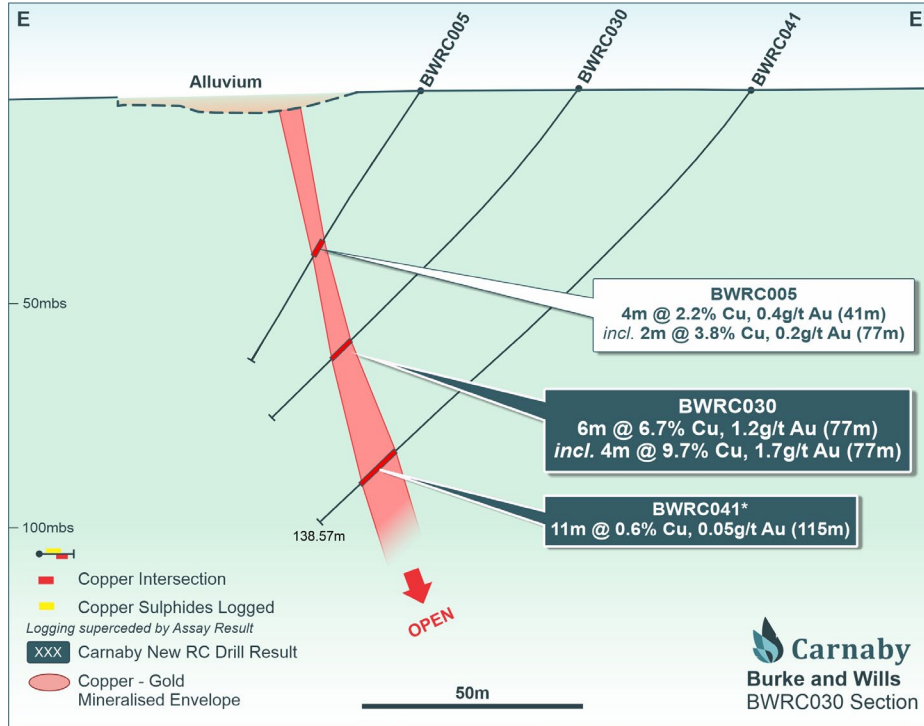 E
E
BWRC005
BWRC030
BWRC041
Alluvium
50mbs
BWRC005
4m @ 2.2% Cu, 0.4g/t Au (41m)
incl. 2m @ 3.8% Cu, 0.2g/t Au (77m)
BWRC030
6m @ 6.7% Cu, 1.2g/t Au (77m)
incl. 4m @ 9.7% Cu, 1.7g/t Au (77m)
BWRC041*
11m @ 0.6% Cu, 0.05g/t Au (115m)
100mbs
138.57m
OPEN
Copper Intersection
Copper Sulphides Logged
Logging superceded by Assay Result
XXX Carnaby New RC Drill Result
Copper - Gold
Mineralised Envelope
50m
Carnaby
Burke and Wills
BWRC030 Section